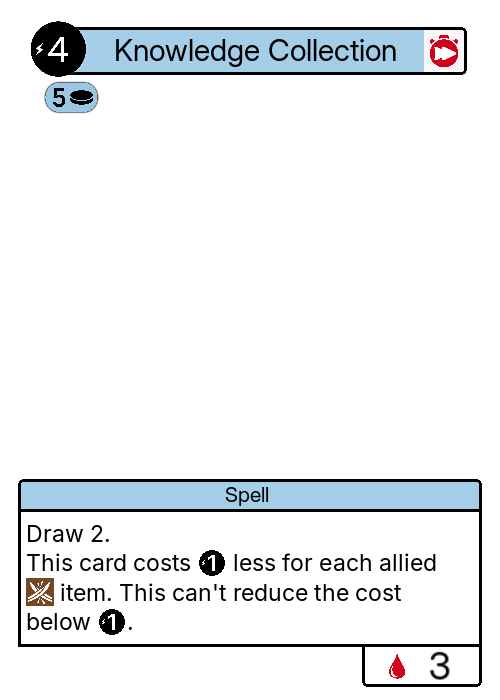 4 Knowledge Collection
5
Spell
Draw 2.
This card costs 1 less for each allied
item. This can't reduce the cost
below 1.
3